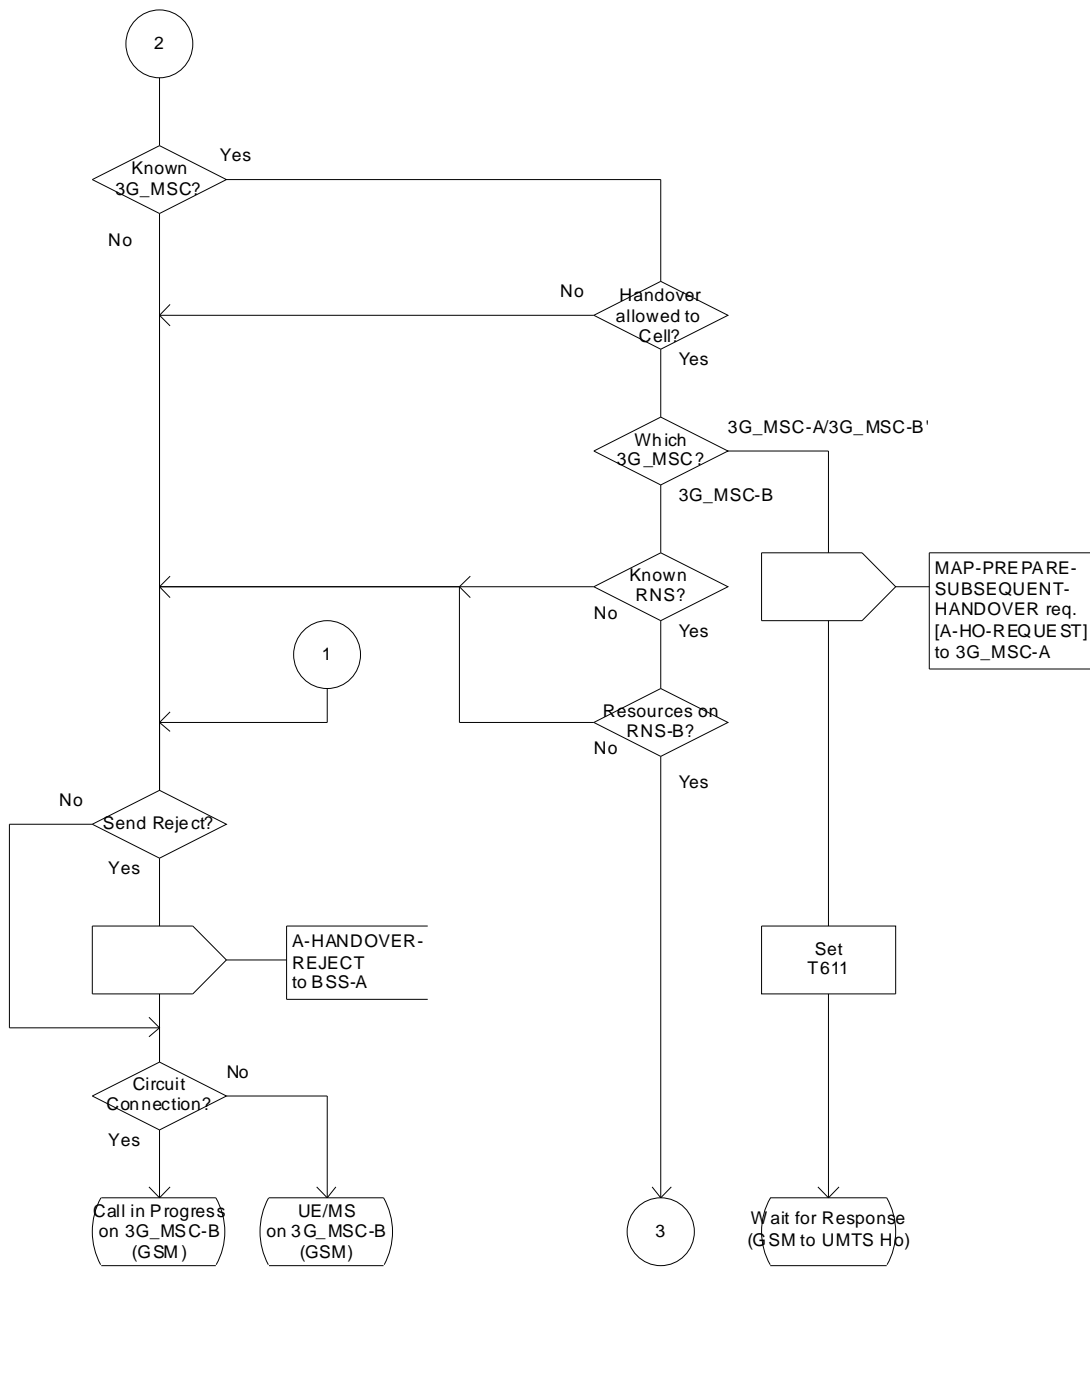 2
Known
3G_MSC?
Yes
No
Handover
allowed to
Cell?
No
Yes
Which
3G_MSC?
3G_MSC-A/3G_MSC-B'
3G_MSC-B
Known
RNS?
No
Yes
MAP-PREPARE-
SUBSEQUENT-
HANDOVER req.
[A-HO-REQUEST]
to 3G_MSC-A
1
Resources on
RNS-B?
No
Yes
Send Reject?
No
Yes
A-HANDOVER-
REJECT
to BSS-A
Set
T611
Circuit
Connection?
No
Yes
Call in Progress
on 3G_MSC-B
(GSM)
UE/MS
on 3G_MSC-B
(GSM)
3
Wait for Response
(GSM to UMTS Ho)